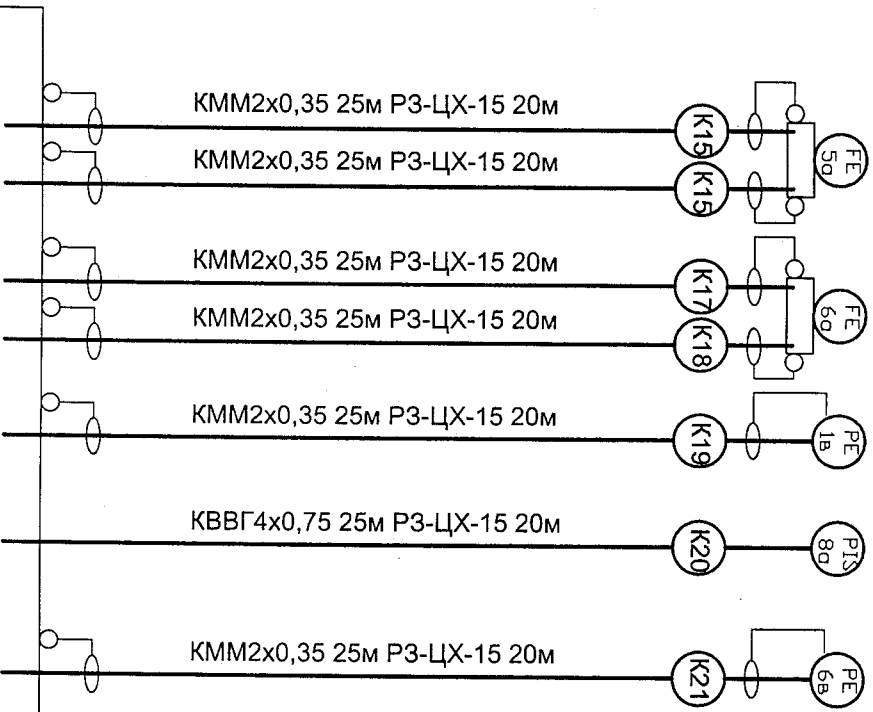 КММ2х0,35 25м РЗ-ЦХ-15 20м
К15
КММ2х0,35 25м РЗ-ЦХ-15 20м
К15
FE
5а
КММ2х0,35 25м РЗ-ЦХ-15 20м
К17
КММ2х0,35 25м РЗ-ЦХ-15 20м
К18
FE
6а
КММ2х0,35 25м РЗ-ЦХ-15 20м
К19
PE
1в
КВВГ4х0,75 25м РЗ-ЦХ-15 20м
К20
PIS
8а
КММ2х0,35 25м РЗ-ЦХ-15 20м
К21
PE
6в